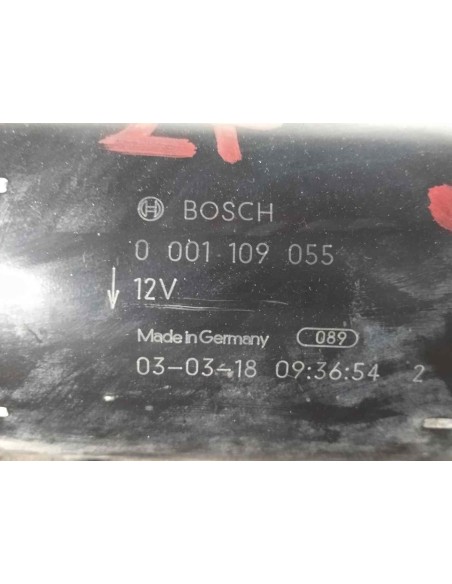 BOSCH
0 001 109 055
12V
Made in Germany 089
03-03-18 09:36:54 2